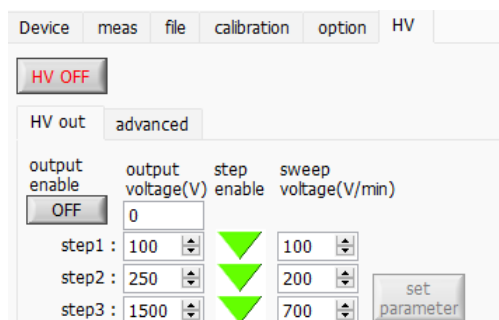 Device meas file calibration option HV
HV OFF
HV out advanced
output enable output voltage(V) step enable sweep voltage(V/min)
OFF 0
step1 : 100 100
step2 : 250 200
step3 : 1500 700
set parameter